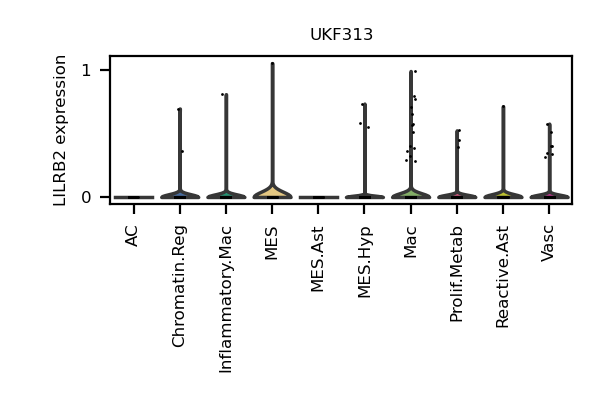 UKF313
LILRB2 expression
1
0
AC
Chromatin.Reg
Inflammatory.Mac
MES
MES.Ast
MES.Hyp
Mac
Prolif.Metab
Reactive.Ast
Vasc